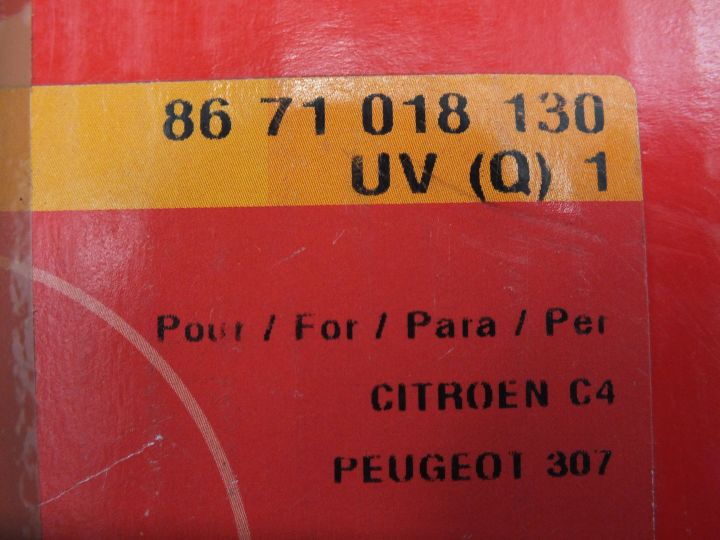 86 71 018 130
UV (Q) 1
Pour / For / Para / Per
CITROEN C4
PEUGEOT 307